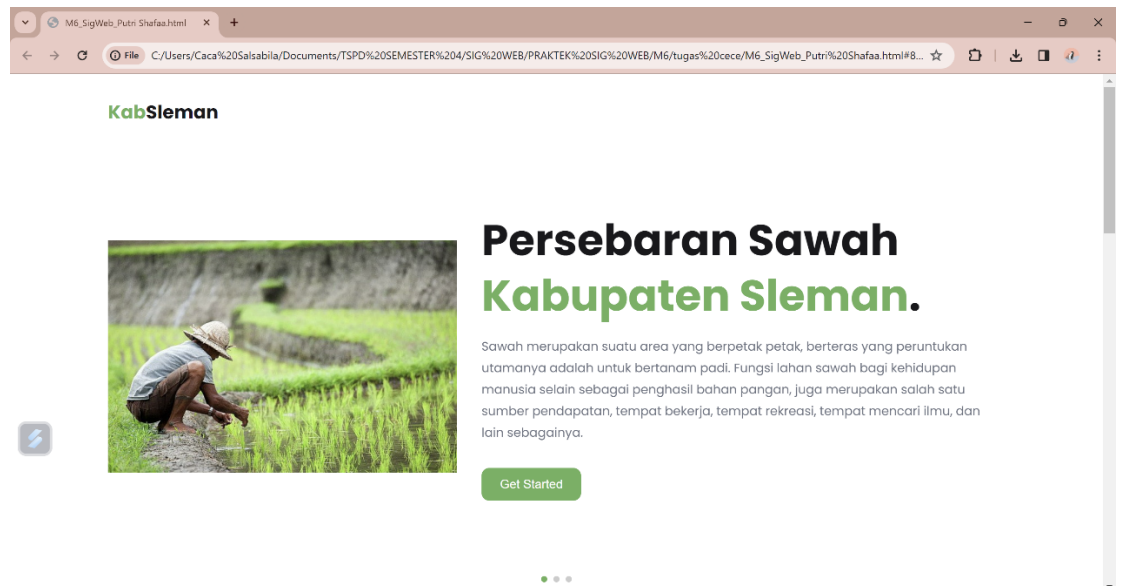 M6_SigWeb_Putri Shafaa.html
File C:/Users/Caca%20Salsabila/Documents/TSPD%20SEMESTER%204/SIG%20WEB/PRAKTEK%20SIG%20WEB/M6/tugas%20cece/M6_SigWeb_Putri%20Shafaa.html#8...
KabSleman
Persebaran Sawah
Kabupaten Sleman.
Sawah merupakan suatu area yang berpetak petak, berteras yang peruntukan
utamanya adalah untuk bertanam padi. Fungsi lahan sawah bagi kehidupan
manusia selain sebagai penghasil bahan pangan, juga merupakan salah satu
sumber pendapatan, tempat bekerja, tempat rekreasi, tempat mencari ilmu, dan
lain sebagainya.
Get Started